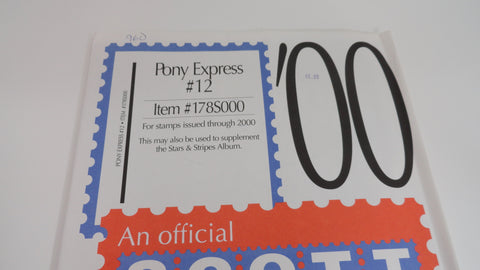 960
Pony Express
#12
Item #178S000
For stamps issued through 2000
This may also be used to supplement
the Stars & Stripes Album.
PONY EXPRESS #12 • ITEM #178S000
'00
An official
SCOTT